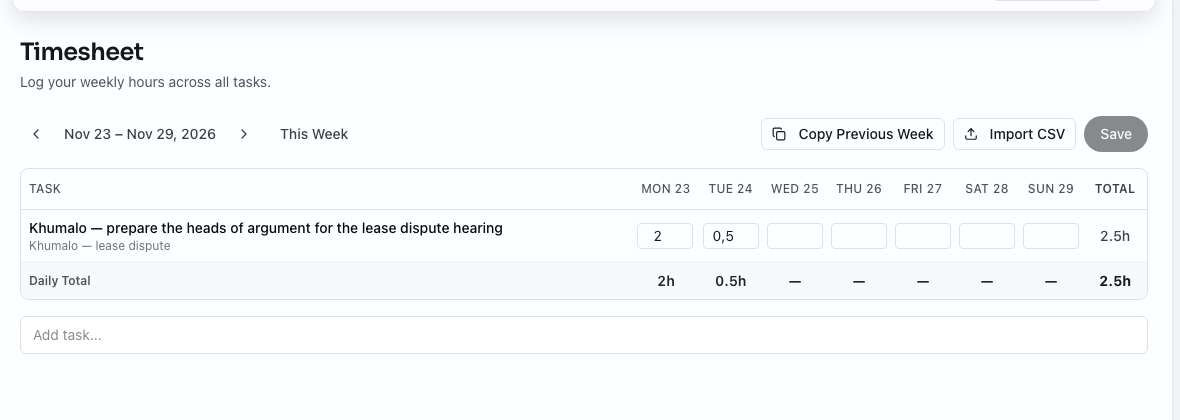 Timesheet
Log your weekly hours across all tasks.
Nov 23 – Nov 29, 2026 This Week Copy Previous Week Import CSV Save
TASK MON 23 TUE 24 WED 25 THU 26 FRI 27 SAT 28 SUN 29 TOTAL
Khumalo — prepare the heads of argument for the lease dispute hearing 2 0,5 2.5h
Khumalo — lease dispute
Daily Total 2h 0.5h — — — — — 2.5h
Add task...